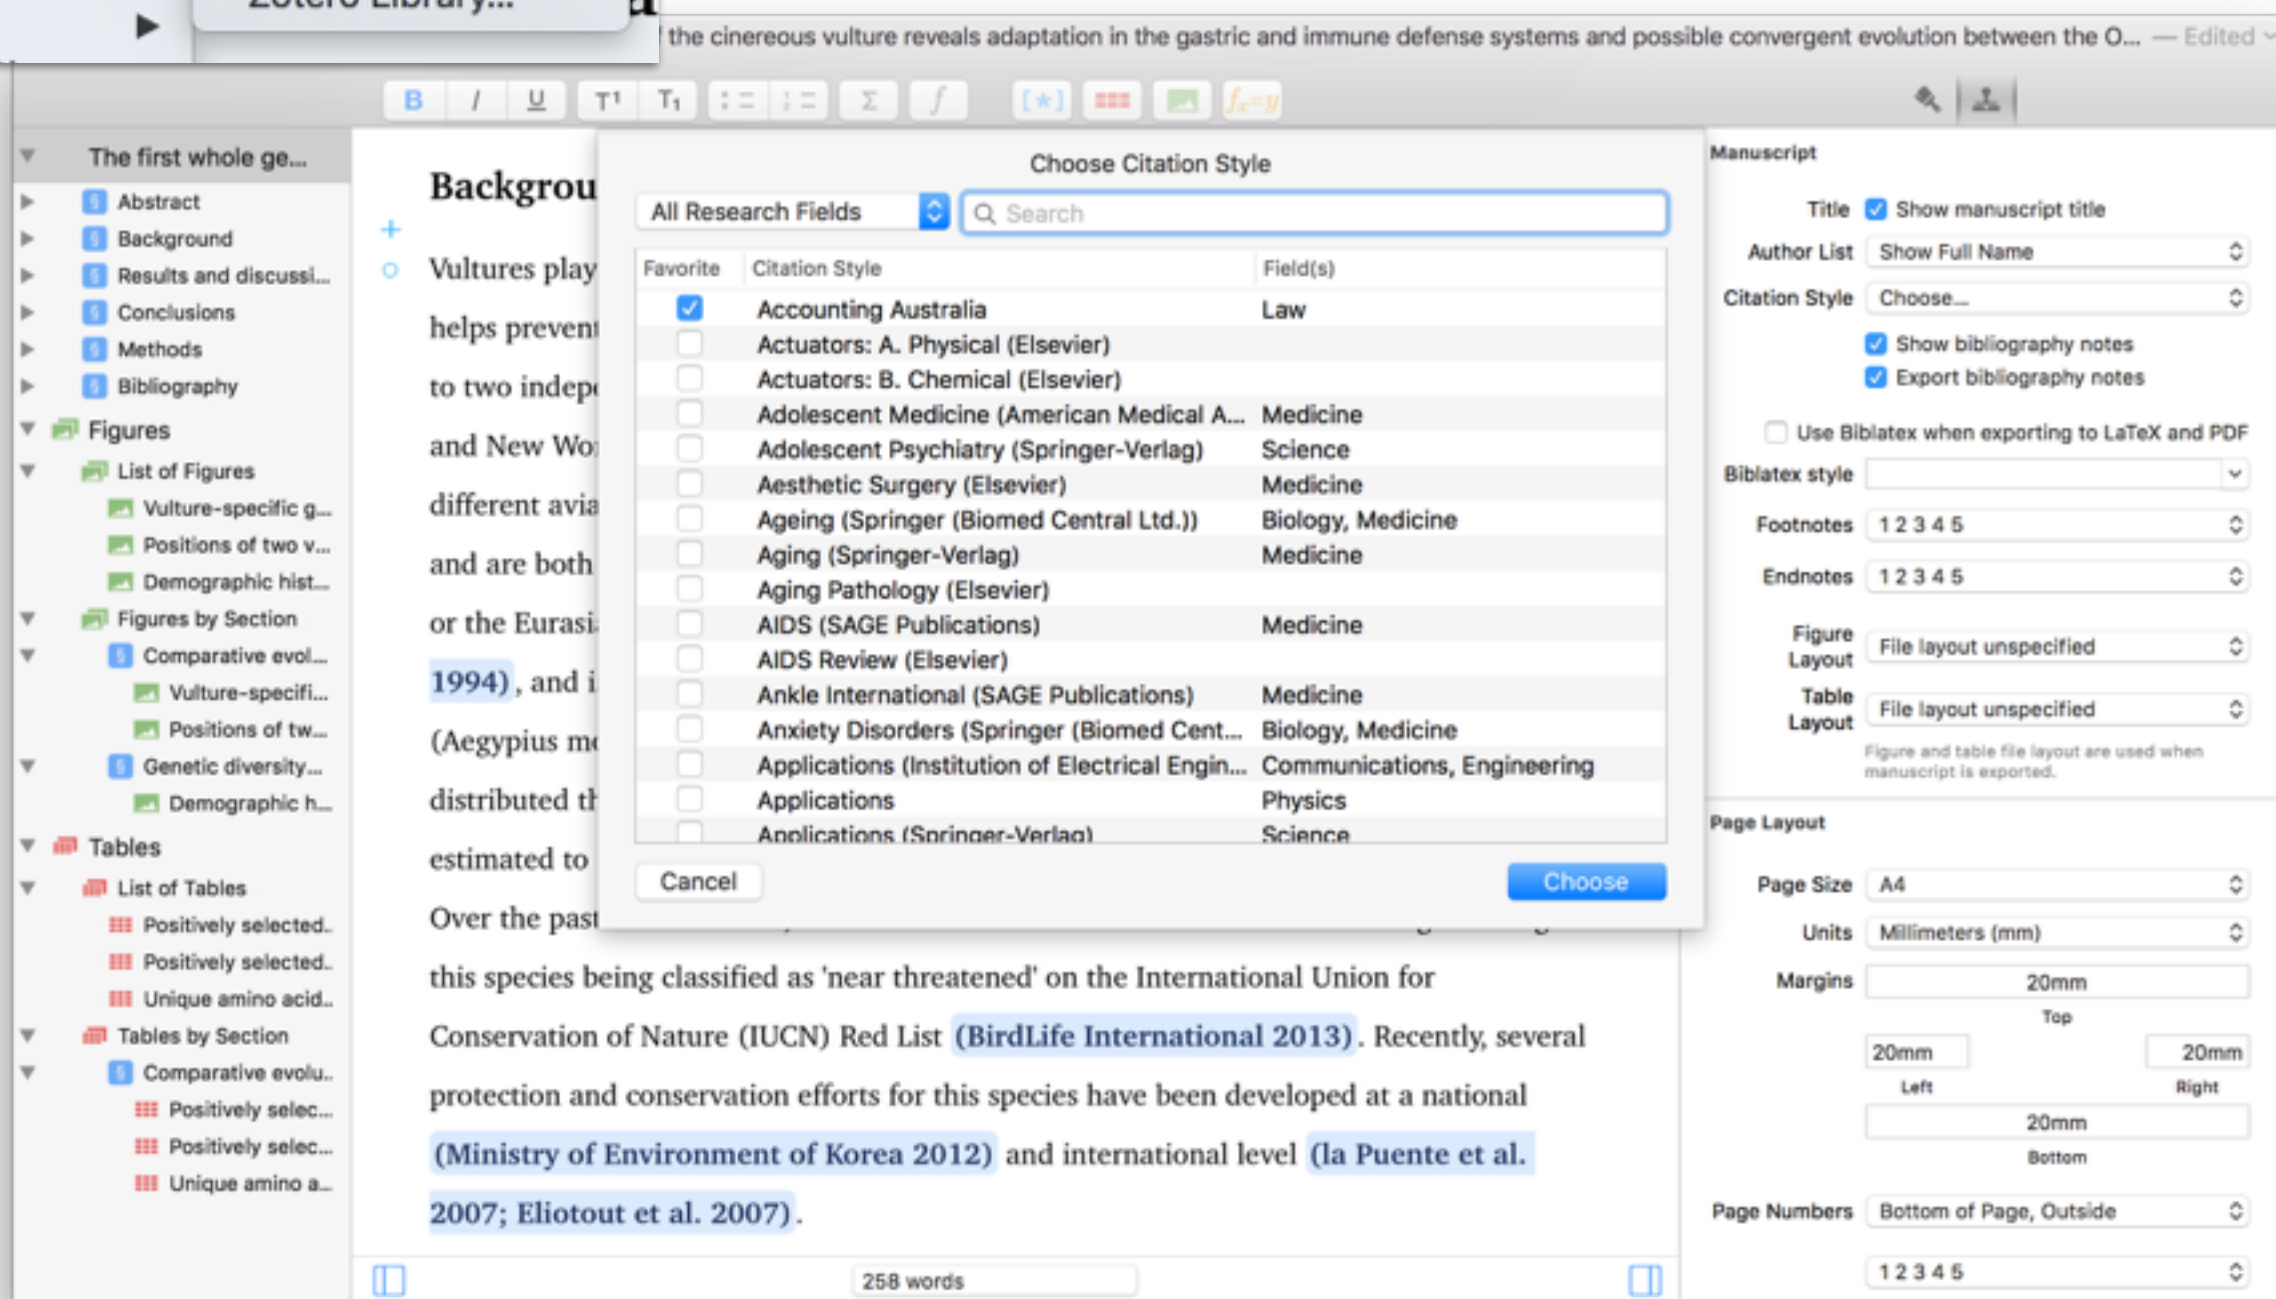 Zotero Library...
the cinereous vulture reveals adaptation in the gastric and immune defense systems and possible convergent evolution between the O... — Edited
B I U T¹ T₁ Σ f [*] fx=y
The first whole ge...
Abstract
Background
Results and discussi...
Conclusions
Methods
Bibliography
Figures
List of Figures
Vulture-specific g...
Positions of two v...
Demographic hist...
Figures by Section
Comparative evol...
Vulture-specifi...
Positions of tw...
Genetic diversity...
Demographic h...
Tables
List of Tables
Positively selected..
Positively selected..
Unique amino acid..
Tables by Section
Comparative evolu..
Positively selec...
Positively selec...
Unique amino a...
Backgrou
Vultures play
helps prevent
to two indepe
and New Wo
different avia
and are both
or the Eurasi
1994), and i
(Aegypius mo
distributed th
estimated to
Over the past
this species being classified as 'near threatened' on the International Union for
Conservation of Nature (IUCN) Red List (BirdLife International 2013). Recently, several
protection and conservation efforts for this species have been developed at a national
(Ministry of Environment of Korea 2012) and international level (la Puente et al.
2007; Eliotout et al. 2007).
258 words
Choose Citation Style
All Research Fields Search
Favorite Citation Style Field(s)
Accounting Australia Law
Actuators: A. Physical (Elsevier)
Actuators: B. Chemical (Elsevier)
Adolescent Medicine (American Medical A... Medicine
Adolescent Psychiatry (Springer-Verlag) Science
Aesthetic Surgery (Elsevier) Medicine
Ageing (Springer (Biomed Central Ltd.)) Biology, Medicine
Aging (Springer-Verlag) Medicine
Aging Pathology (Elsevier)
AIDS (SAGE Publications) Medicine
AIDS Review (Elsevier)
Ankle International (SAGE Publications) Medicine
Anxiety Disorders (Springer (Biomed Cent... Biology, Medicine
Applications (Institution of Electrical Engin... Communications, Engineering
Applications Physics
Applications (Springer-Verlag) Science
Cancel Choose
Manuscript
Title Show manuscript title
Author List Show Full Name
Citation Style Choose...
Show bibliography notes
Export bibliography notes
Use Biblatex when exporting to LaTeX and PDF
Biblatex style
Footnotes 1 2 3 4 5
Endnotes 1 2 3 4 5
Figure Layout File layout unspecified
Table Layout File layout unspecified
Figure and table file layout are used when
manuscript is exported.
Page Layout
Page Size A4
Units Millimeters (mm)
Margins 20mm
Top
20mm 20mm
Left Right
20mm
Bottom
Page Numbers Bottom of Page, Outside
1 2 3 4 5